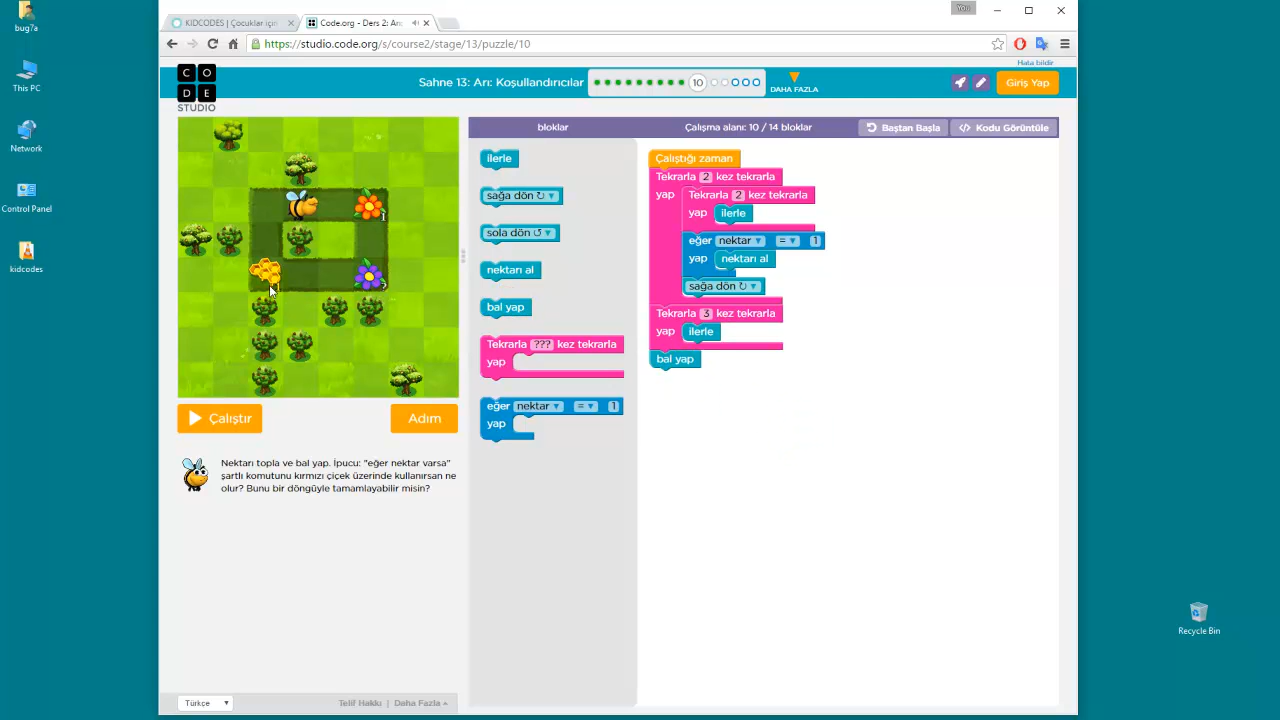 You
bug7a
This PC
Network
Control Panel
kidcodes
Recycle Bin
KIDCODES | Çocuklar için
Code.org - Ders 2: Arı:
https://studio.code.org/s/course2/stage/13/puzzle/10
Hata bildir
C O
D E
STUDIO
Sahne 13: Arı: Koşullandırıcılar
10
DAHA FAZLA
Giriş Yap
bloklar
Çalışma alanı: 10 / 14 bloklar
Baştan Başla
Kodu Görüntüle
1
Çalıştır
Adım
Nektarı topla ve bal yap. İpucu: "eğer nektar varsa"
şartlı komutunu kırmızı çiçek üzerinde kullanırsan ne
olur? Bunu bir döngüyle tamamlayabilir misin?
ilerle
sağa dön ↻
sola dön ↺
nektarı al
bal yap
Tekrarla ??? kez tekrarla
yap
eğer nektar = 1
yap
Çalıştığı zaman
Tekrarla 2 kez tekrarla
yap Tekrarla 2 kez tekrarla
yap ilerle
eğer nektar = 1
yap nektarı al
sağa dön ↻
Tekrarla 3 kez tekrarla
yap ilerle
bal yap
Türkçe
Telif Hakkı | Daha Fazla